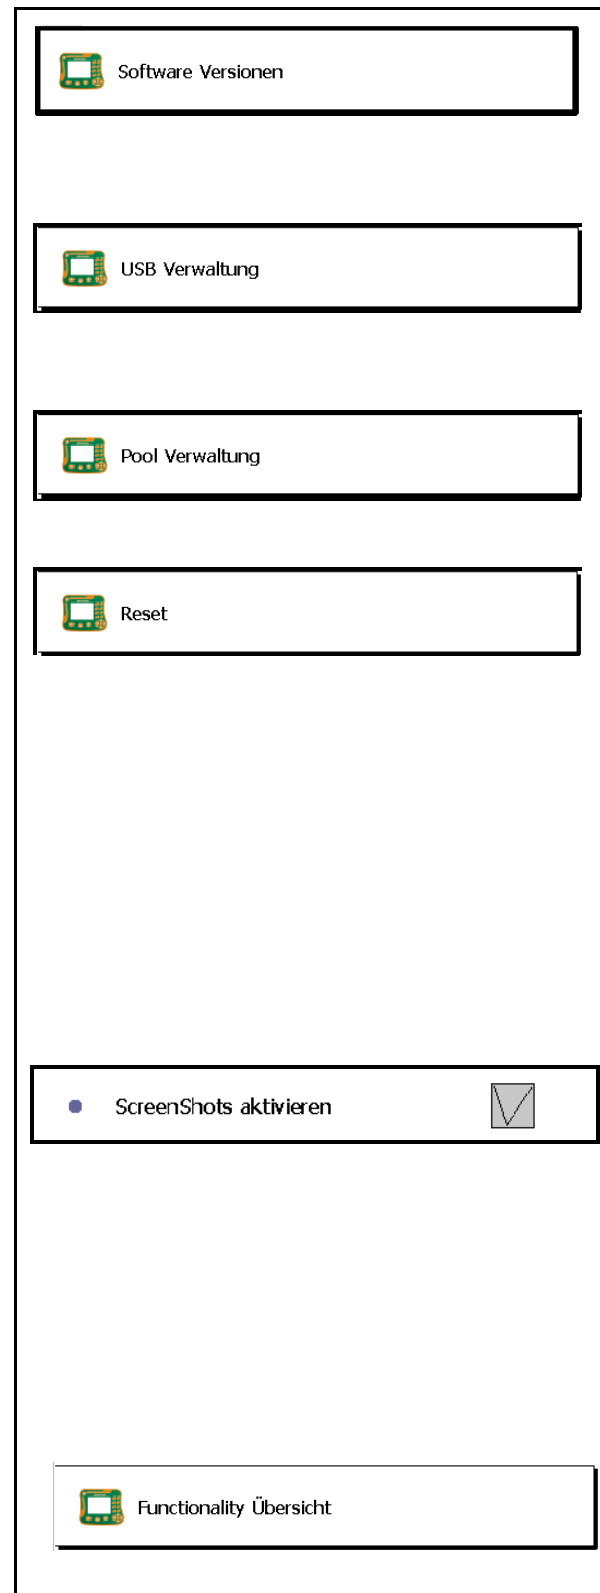 Software Versionen
USB Verwaltung
Pool Verwaltung
Reset
ScreenShots aktivieren
Functionality Übersicht